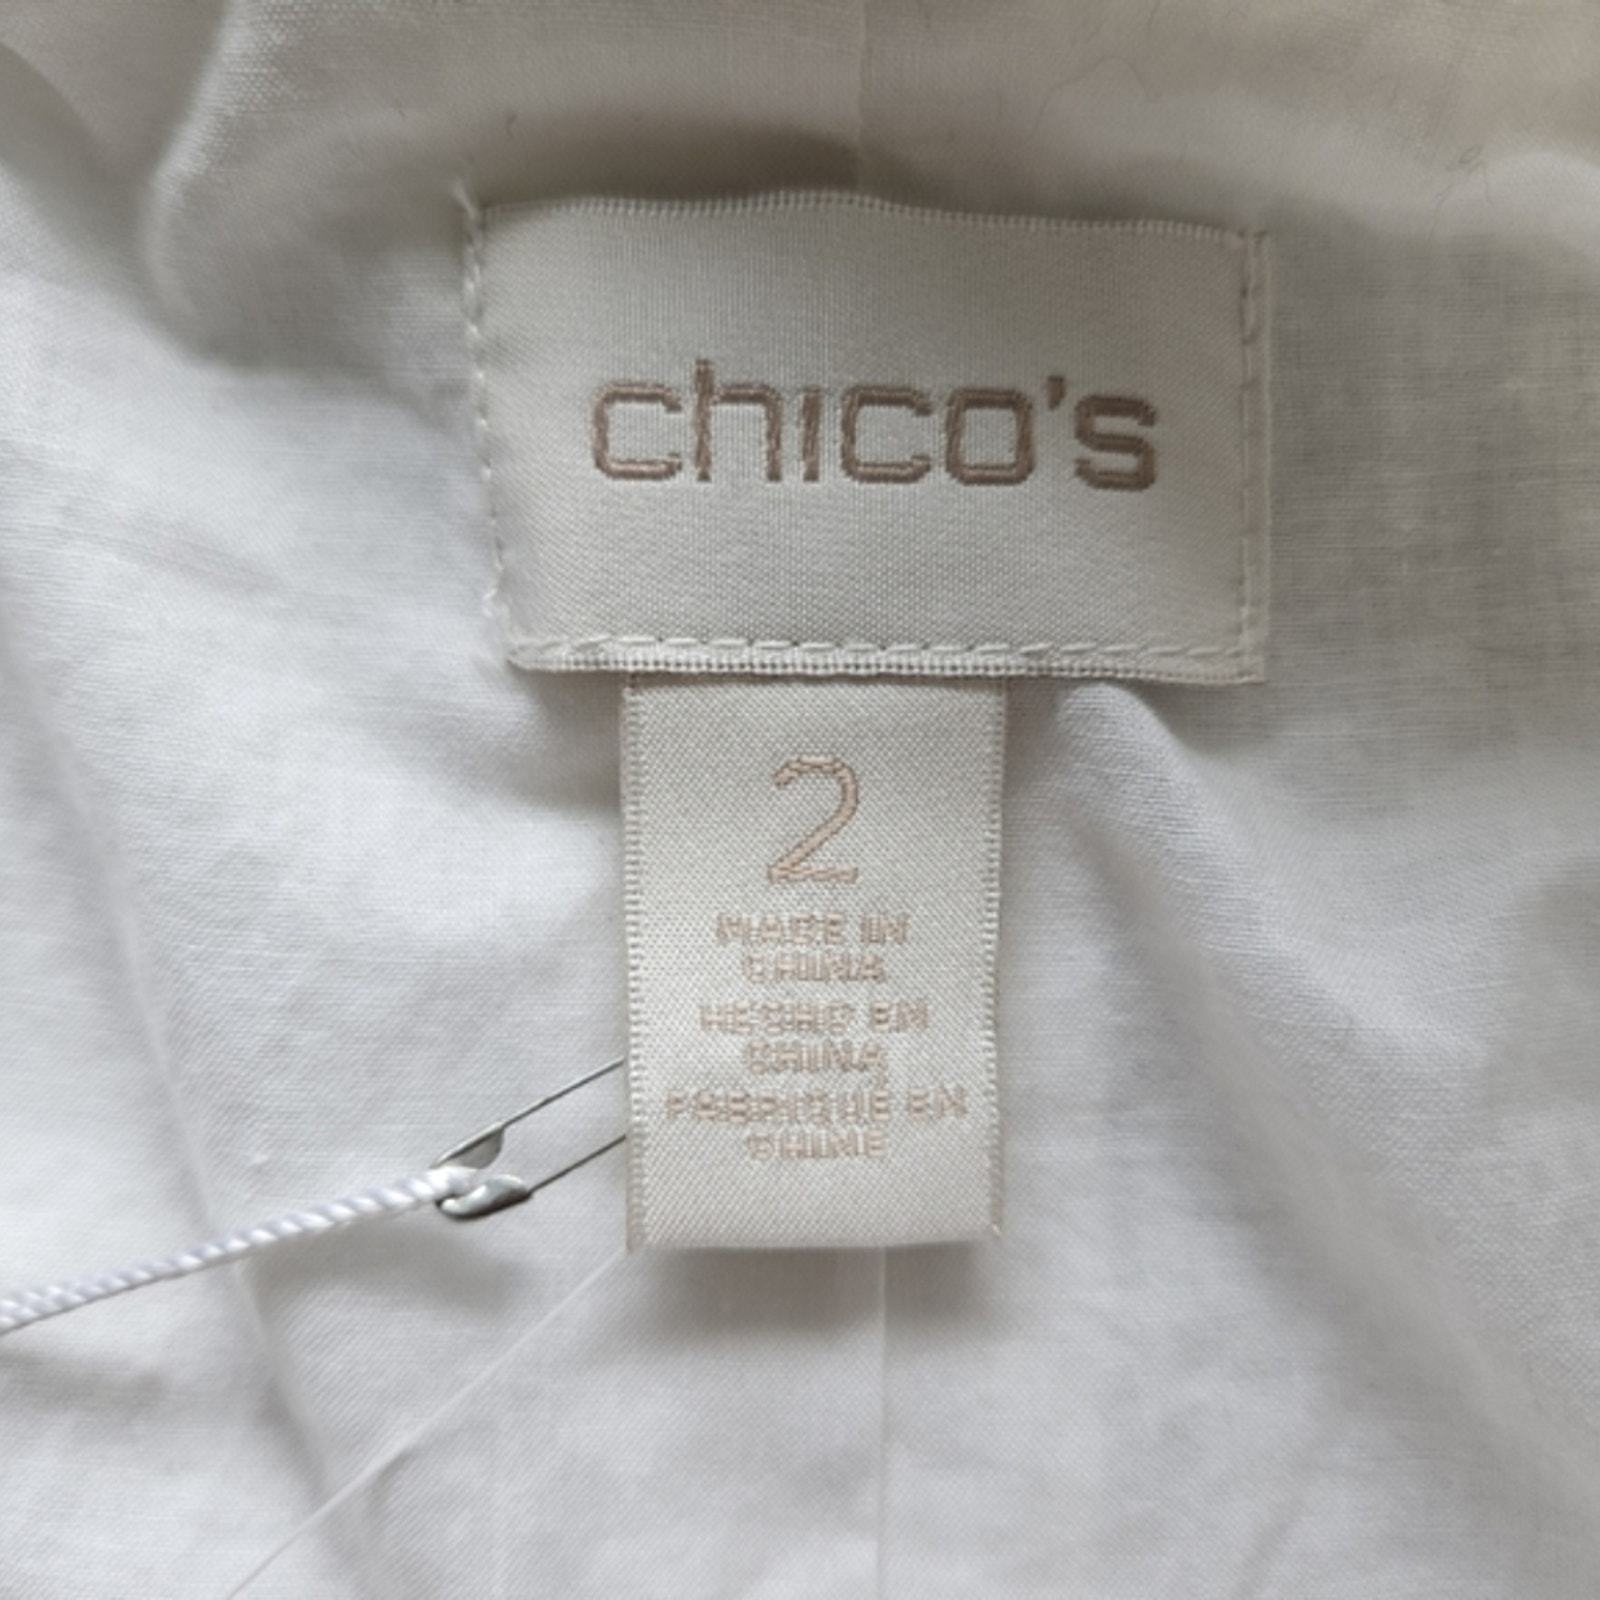 chico's
2
MADE IN
CHINA
HECHO EN
CHINA
FABRIQUÉ EN
CHINE